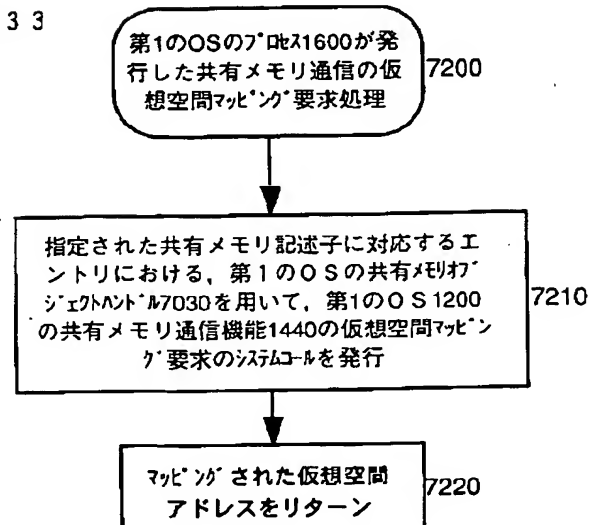 33
第1のOSのプロセス1600が発
行した共有メモリ通信の仮
想空間マッピング要求処理
7200
指定された共有メモリ記述子に対応するエ
ントリにおける，第1のOSの共有メモリオブ
ジェクトハンドル7030を用いて，第1のOS1200
の共有メモリ通信機能1440の仮想空間マッピン
グ要求のシステムコールを発行
7210
マッピングされた仮想空間
アドレスをリターン
7220